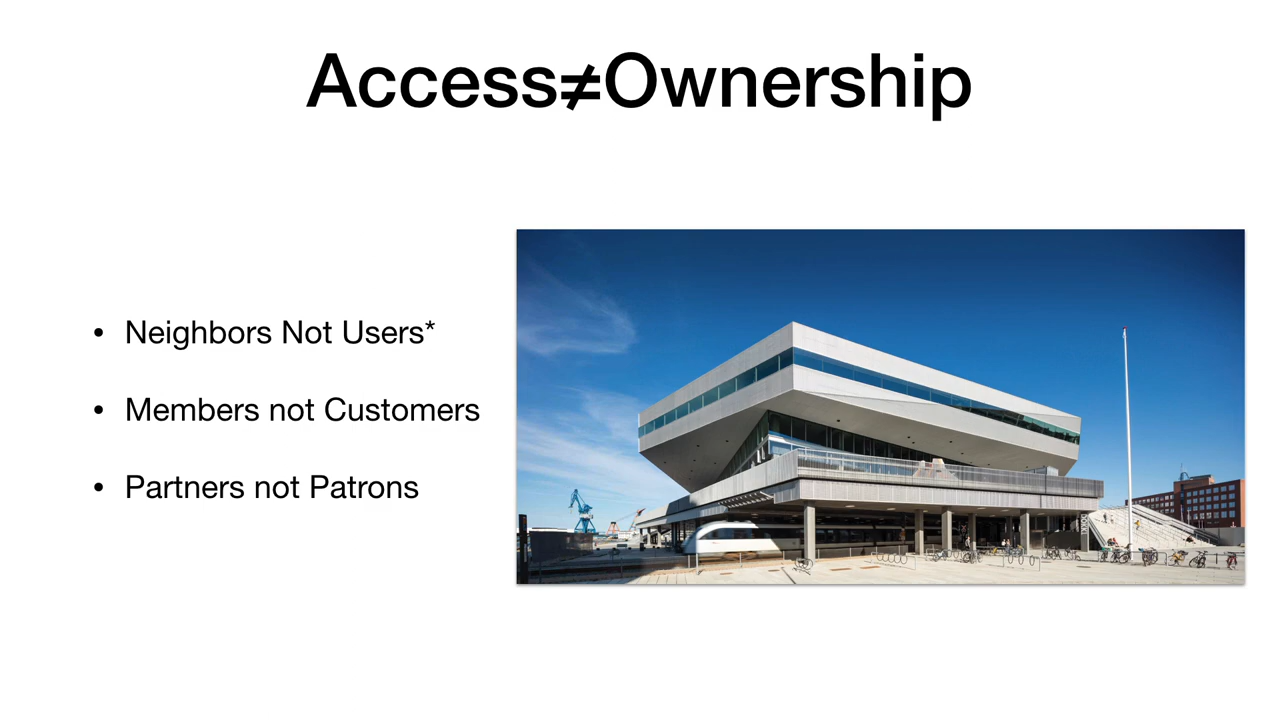 Access≠Ownership
• Neighbors Not Users*
• Members not Customers
• Partners not Patrons